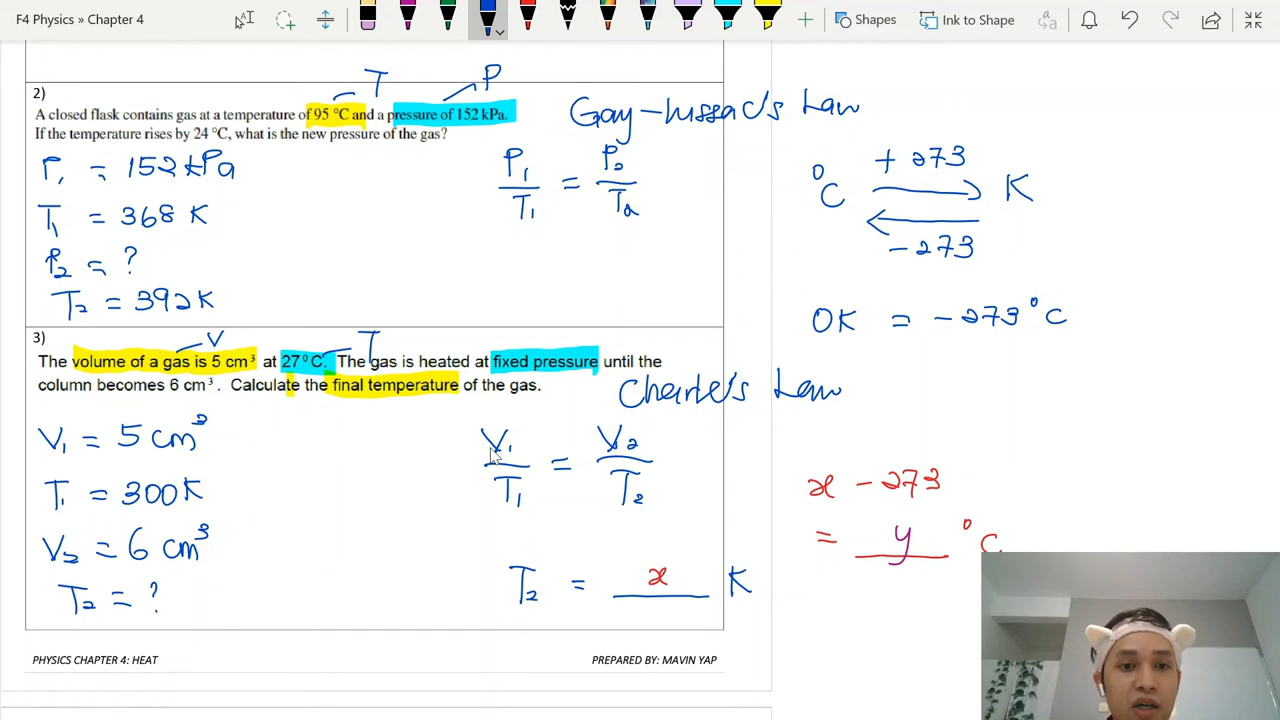 F4 Physics » Chapter 4
Shapes
Ink to Shape
T
P
2)
A closed flask contains gas at a temperature of 95 °C and a pressure of 152 kPa.
If the temperature rises by 24 °C, what is the new pressure of the gas?
Gay-Lussac's Law
P₁ = 152 kPa
T₁ = 368 K
P₂ = ?
T₂ = 392 K
P₁/T₁ = P₂/T₂
°C
+ 273
K
- 273
0K = -273°C
3)
V
T
The volume of a gas is 5 cm³ at 27°C. The gas is heated at fixed pressure until the
column becomes 6 cm³. Calculate the final temperature of the gas.
Charle's Law
V₁ = 5 cm³
T₁ = 300K
V₂ = 6 cm³
T₂ = ?
V₁/T₁ = V₂/T₂
T₂ = x K
x - 273
= y °C
PHYSICS CHAPTER 4: HEAT
PREPARED BY: MAVIN YAP